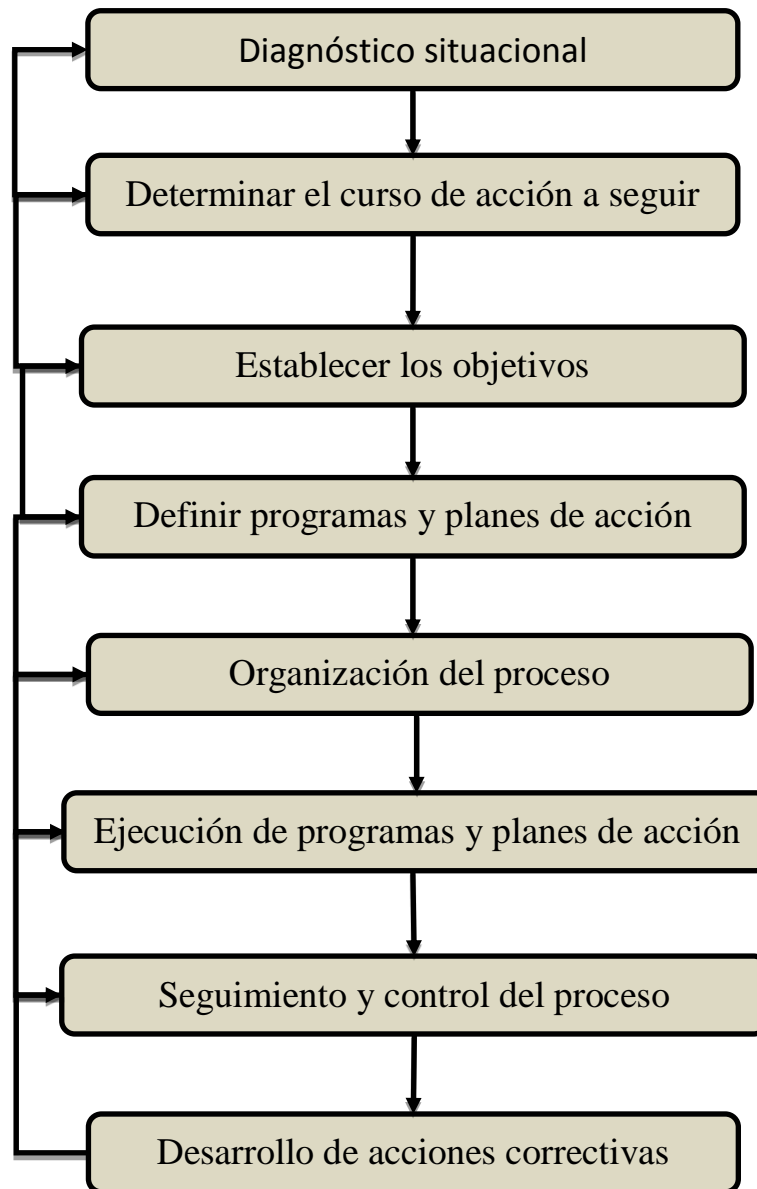 Diagnóstico situacional
Determinar el curso de acción a seguir
Establecer los objetivos
Definir programas y planes de acción
Organización del proceso
Ejecución de programas y planes de acción
Seguimiento y control del proceso
Desarrollo de acciones correctivas